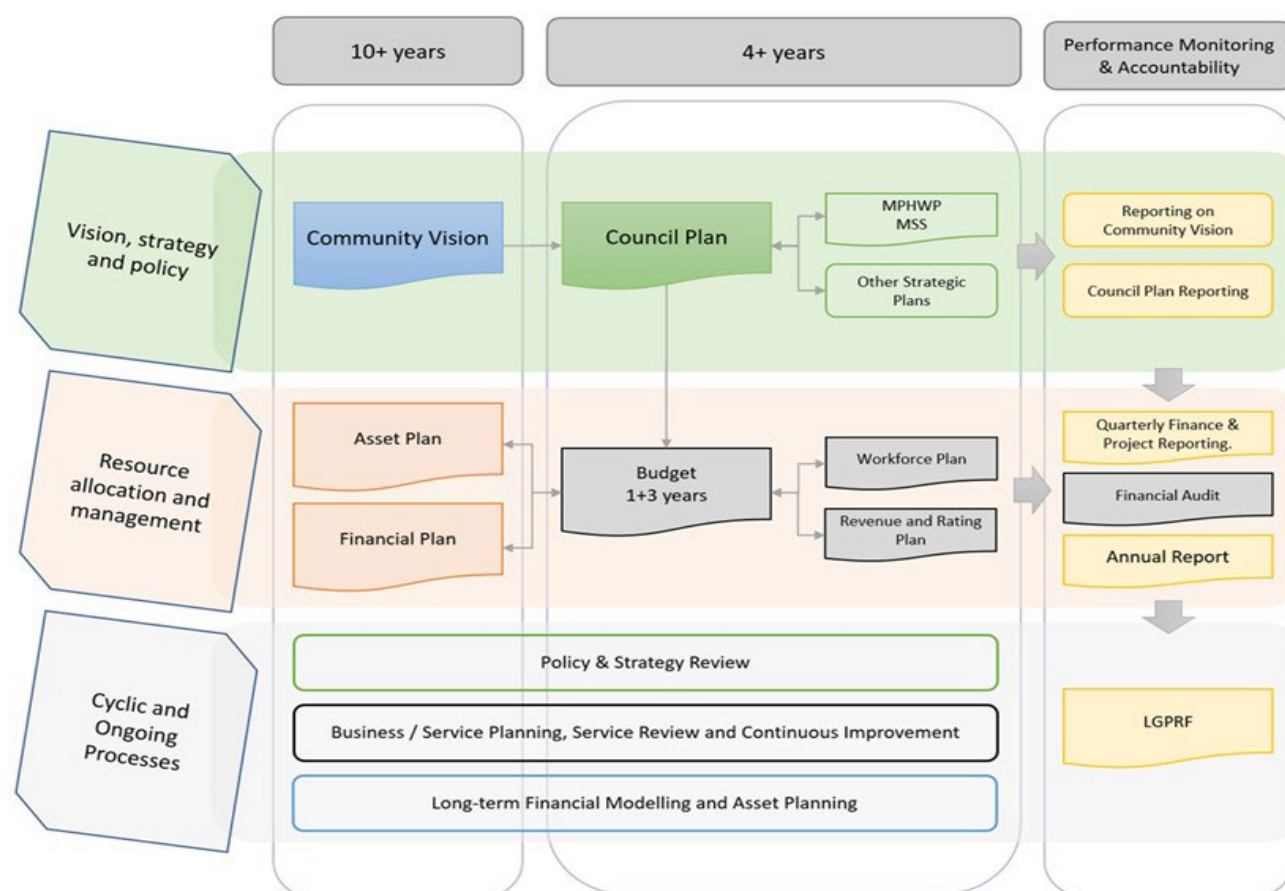 10+ years
4+ years
Performance Monitoring
& Accountability
Vision, strategy
and policy
Community Vision
Council Plan
MPHWP
MSS
Other Strategic
Plans
Reporting on
Community Vision
Council Plan Reporting
Resource
allocation and
management
Asset Plan
Financial Plan
Budget
1+3 years
Workforce Plan
Revenue and Rating
Plan
Quarterly Finance &
Project Reporting.
Financial Audit
Annual Report
Cyclic and
Ongoing
Processes
Policy & Strategy Review
Business / Service Planning, Service Review and Continuous Improvement
Long-term Financial Modelling and Asset Planning
LGPRF